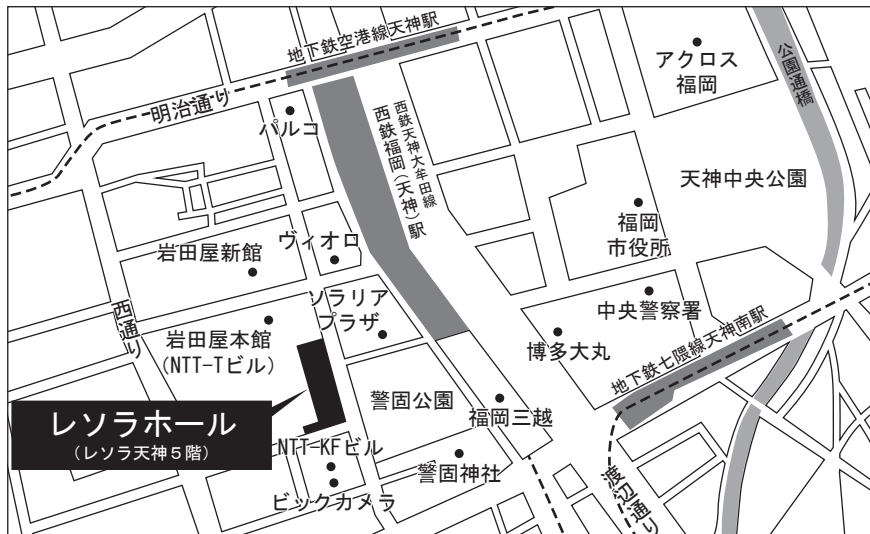 地下鉄空港線天神駅
明治通り
パルコ
西鉄天神大牟田線
西鉄福岡(天神)駅
アクロス
福岡
公園通橋
天神中央公園
福岡
市役所
ヴィオロ
岩田屋新館
ソラリア
プラザ
西通り
岩田屋本館
(NTT-Tビル)
中央警察署
博多大丸
地下鉄七隈線天神南駅
警固公園
福岡三越
レソラホール
(レソラ天神5階)
NTT-KFビル
警固神社
ビックカメラ
渡辺通り